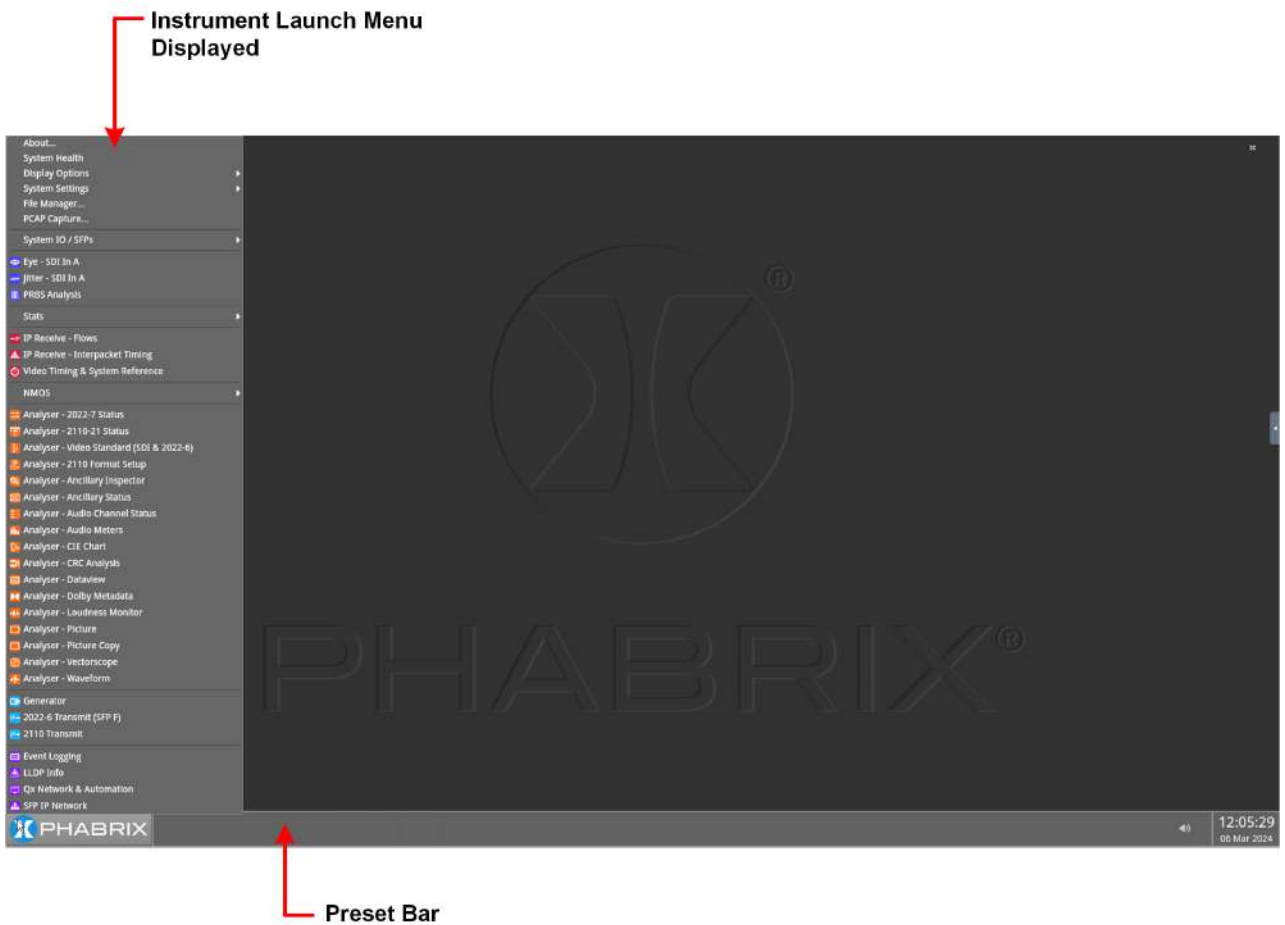 Instrument Launch Menu
Displayed
About...
System Health
Display Options
System Settings
File Manager...
PCAP Capture...
System IO / SFPs
Eye - SDI In A
Jitter - SDI In A
PRBS Analysis
Stats
IP Receive - Flows
IP Receive - Interpacket Timing
Video Timing & System Reference
NMOS
Analyser - 2022-7 Status
Analyser - 2110-21 Status
Analyser - Video Standard (SDI & 2022-6)
Analyser - 2110 Format Setup
Analyser - Ancillary Inspector
Analyser - Ancillary Status
Analyser - Audio Channel Status
Analyser - Audio Meters
Analyser - CIE Chart
Analyser - CRC Analysis
Analyser - Dataview
Analyser - Dolby Metadata
Analyser - Loudness Monitor
Analyser - Picture
Analyser - Picture Copy
Analyser - Vectorscope
Analyser - Waveform
Generator
2022-6 Transmit (SFP F)
2110 Transmit
Event Logging
LLDP Info
Qx Network & Automation
SFP IP Network
®
PHABRIX®
PHABRIX
12:05:29
06 Mar 2024
Preset Bar